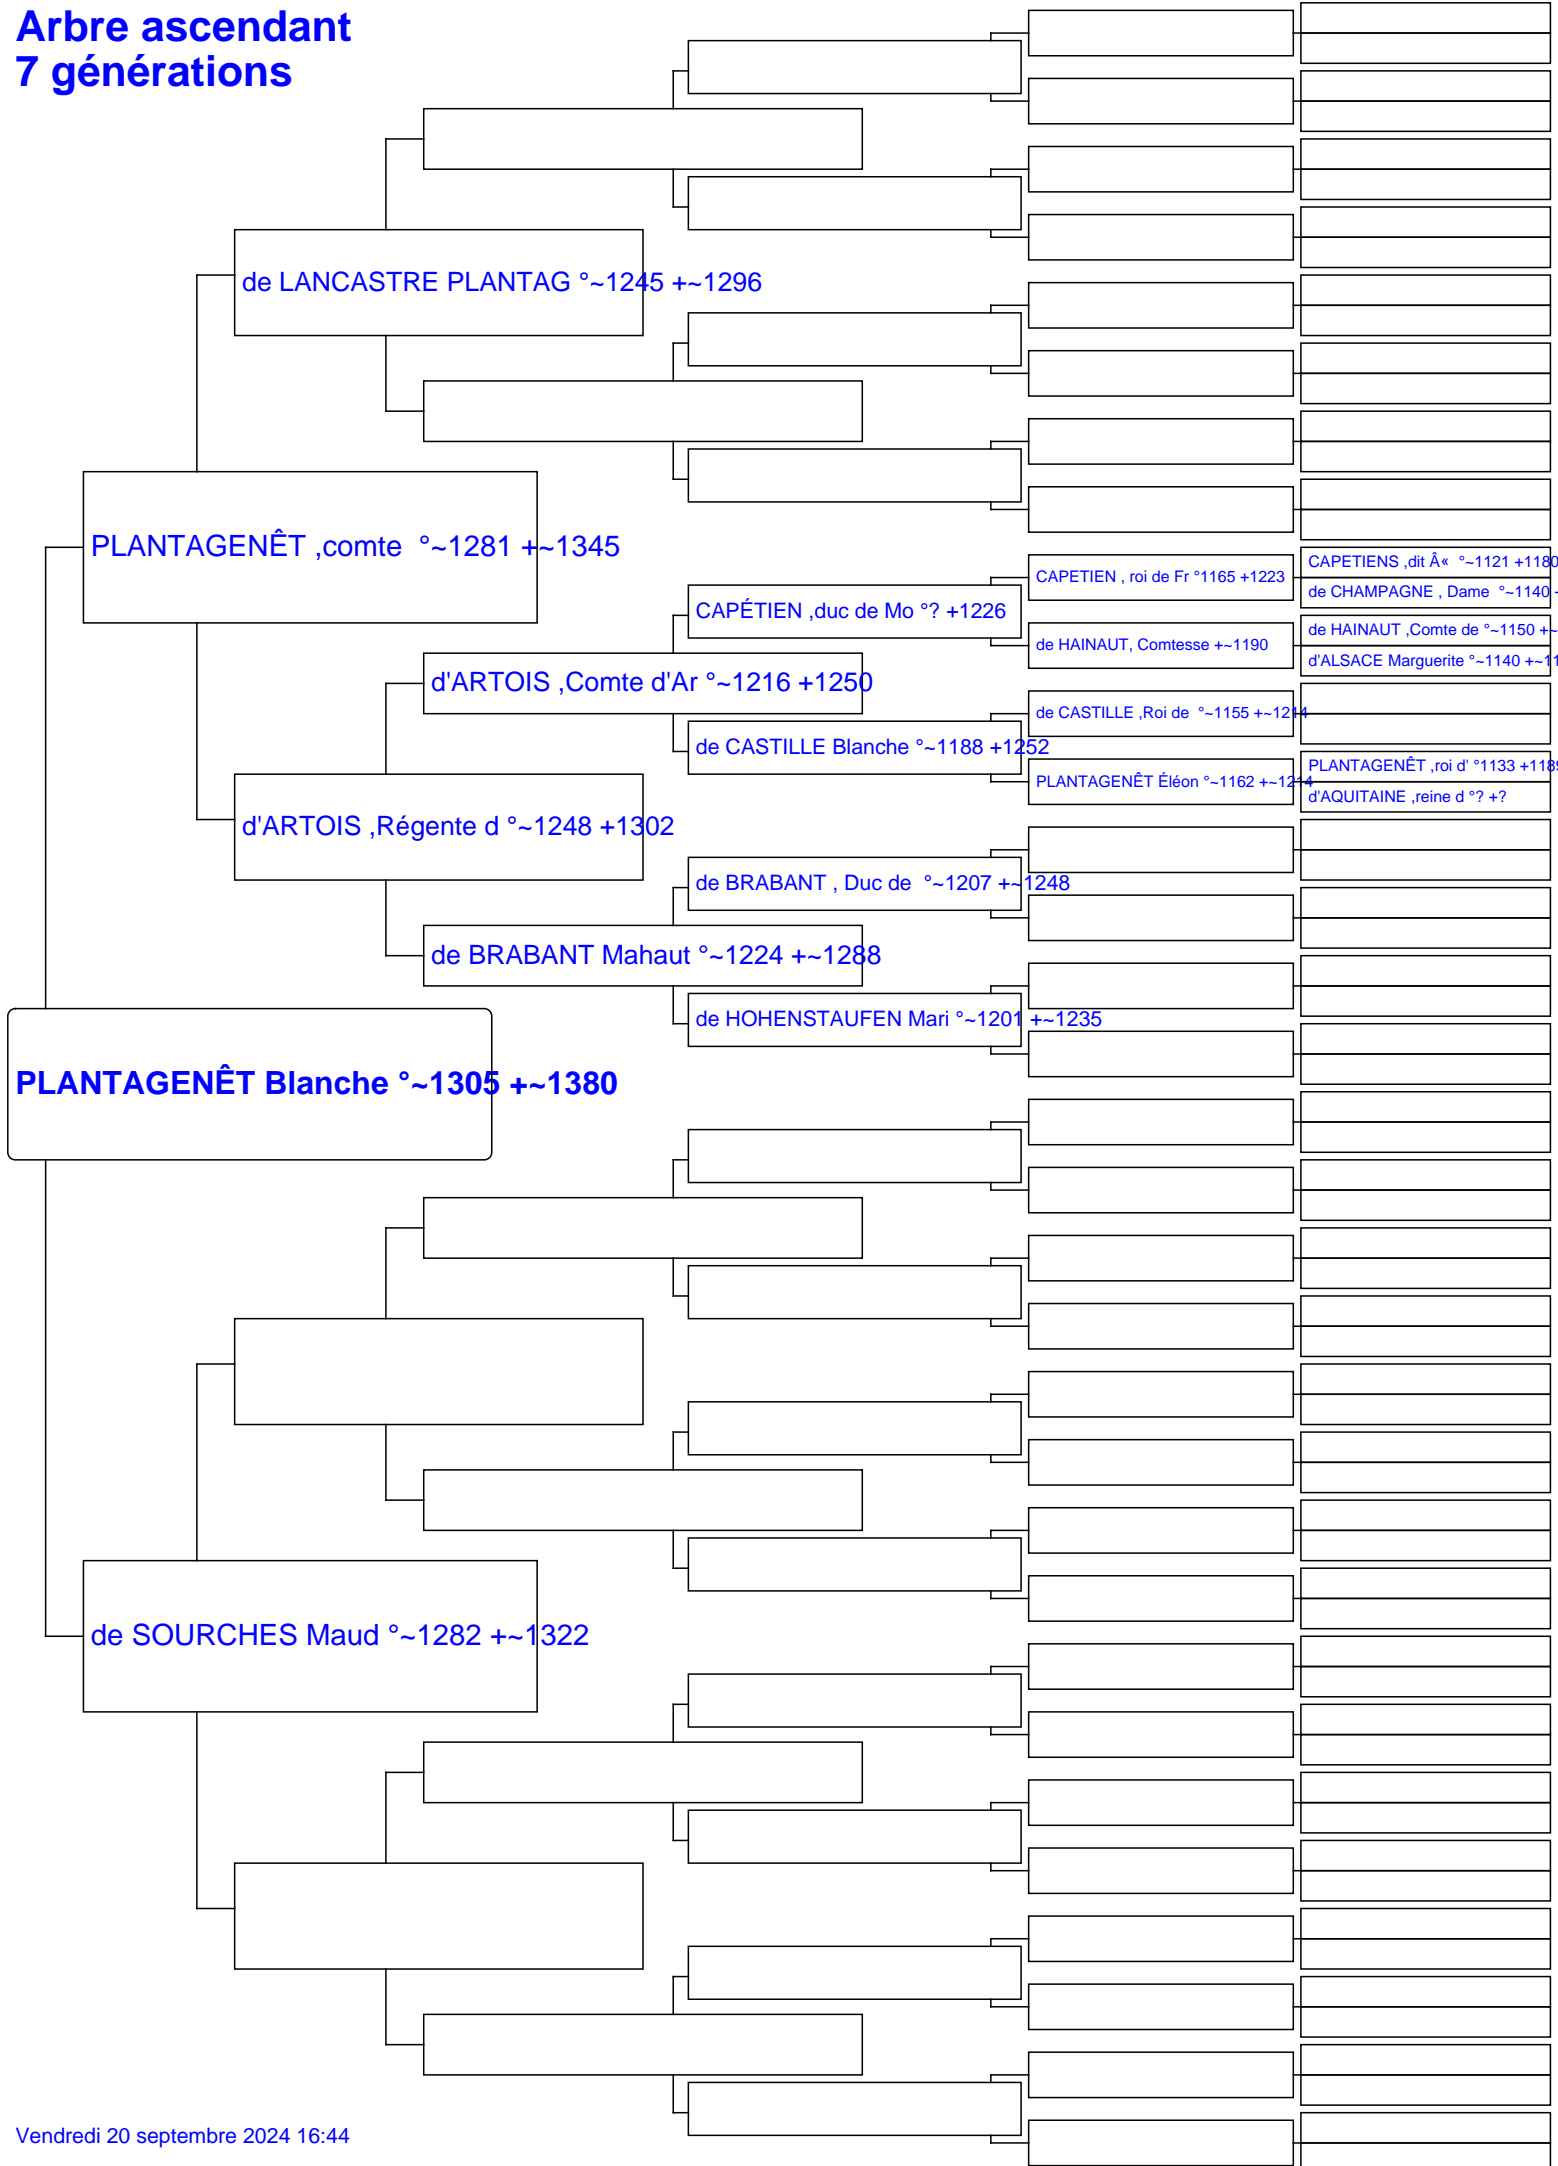 Arbre ascendant
7 générations
de LANCASTRE PLANTAG °~1245 +~1296
PLANTAGENÊT ,comte  °~1281 +~1345
CAPETIENS ,dit Â«  °~1121 +1180
CAPETIEN , roi de Fr °1165 +1223
de CHAMPAGNE , Dame  °~1140 +
CAPÉTIEN ,duc de Mo °? +1226
de HAINAUT ,Comte de °~1150 +~
de HAINAUT, Comtesse +~1190
d'ALSACE Marguerite °~1140 +~11
d'ARTOIS ,Comte d'Ar °~1216 +1250
de CASTILLE ,Roi de  °~1155 +~1214
de CASTILLE Blanche °~1188 +1252
PLANTAGENÊT ,roi d' °1133 +1189
PLANTAGENÊT Éléon °~1162 +~1214
d'AQUITAINE ,reine d °? +?
d'ARTOIS ,Régente d °~1248 +1302
de BRABANT , Duc de  °~1207 +~1248
de BRABANT Mahaut °~1224 +~1288
de HOHENSTAUFEN Mari °~1201 +~1235
PLANTAGENÊT Blanche °~1305 +~1380
de SOURCHES Maud °~1282 +~1322
Vendredi 20 septembre 2024 16:44